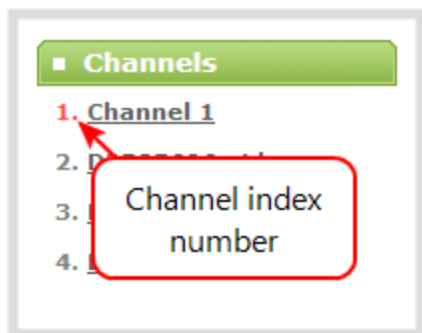 Channels
1. Channel 1
2.
3.
4.
Channel index
number